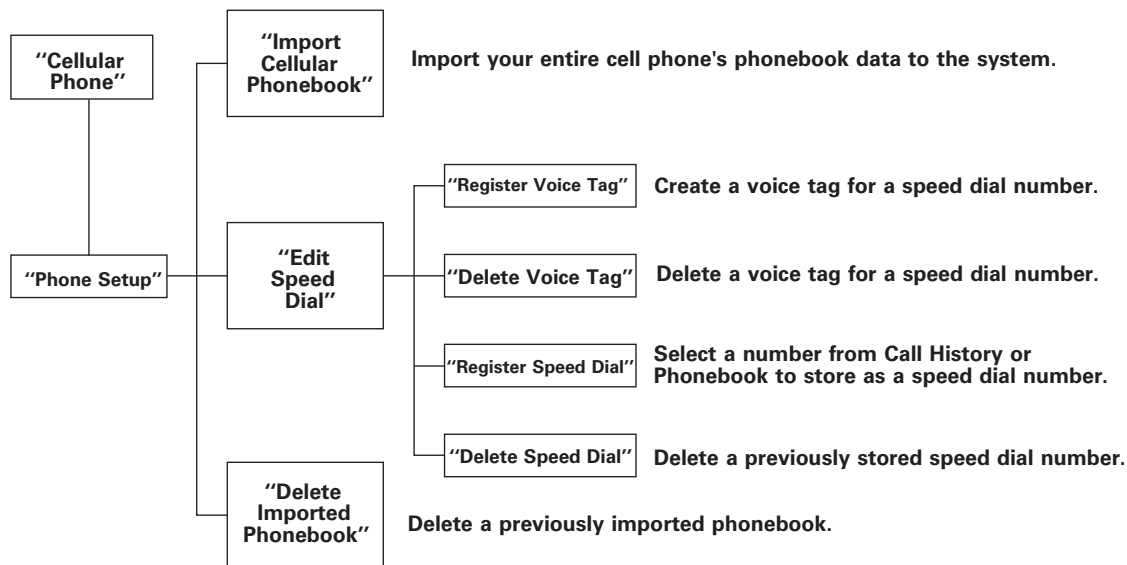 "Cellular
Phone"
"Import
Cellular
Phonebook"
Import your entire cell phone's phonebook data to the system.
"Register Voice Tag"
Create a voice tag for a speed dial number.
"Phone Setup"
"Edit
Speed
Dial"
"Delete Voice Tag"
Delete a voice tag for a speed dial number.
"Register Speed Dial"
Select a number from Call History or
Phonebook to store as a speed dial number.
"Delete Speed Dial"
Delete a previously stored speed dial number.
"Delete
Imported
Phonebook"
Delete a previously imported phonebook.